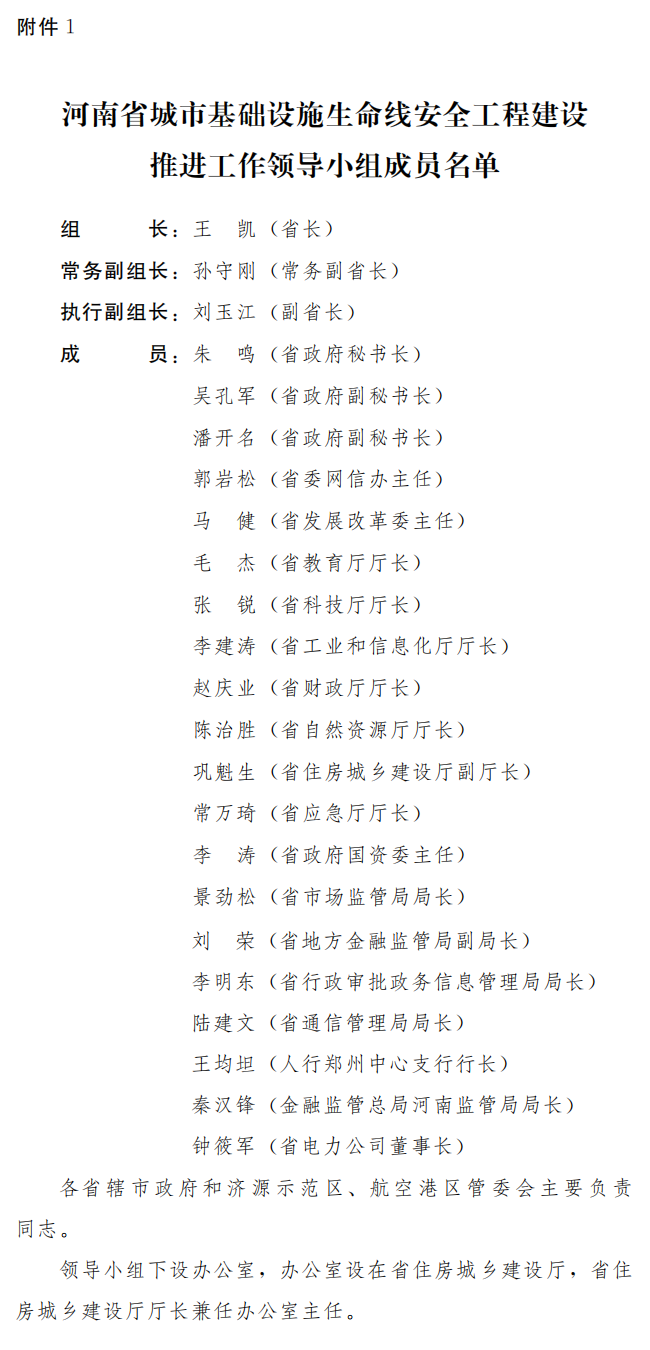 附件1
河南省城市基础设施生命线安全工程建设
推进工作领导小组成员名单
组　　长：王　凯（省长）
常务副组长：孙守刚（常务副省长）
执行副组长：刘玉江（副省长）
成　　员：朱　鸣（省政府秘书长）
吴孔军（省政府副秘书长）
潘开名（省政府副秘书长）
郭岩松（省委网信办主任）
马　健（省发展改革委主任）
毛　杰（省教育厅厅长）
张　锐（省科技厅厅长）
李建涛（省工业和信息化厅厅长）
赵庆业（省财政厅厅长）
陈治胜（省自然资源厅厅长）
巩魁生（省住房城乡建设厅副厅长）
常万琦（省应急厅厅长）
李　涛（省政府国资委主任）
景劲松（省市场监管局局长）
刘　荣（省地方金融监管局副局长）
李明东（省行政审批政务信息管理局局长）
陆建文（省通信管理局局长）
王均坦（人行郑州中心支行行长）
秦汉锋（金融监管总局河南监管局局长）
钟筱军（省电力公司董事长）
各省辖市政府和济源示范区、航空港区管委会主要负责
同志。
领导小组下设办公室，办公室设在省住房城乡建设厅，省住
房城乡建设厅厅长兼任办公室主任。